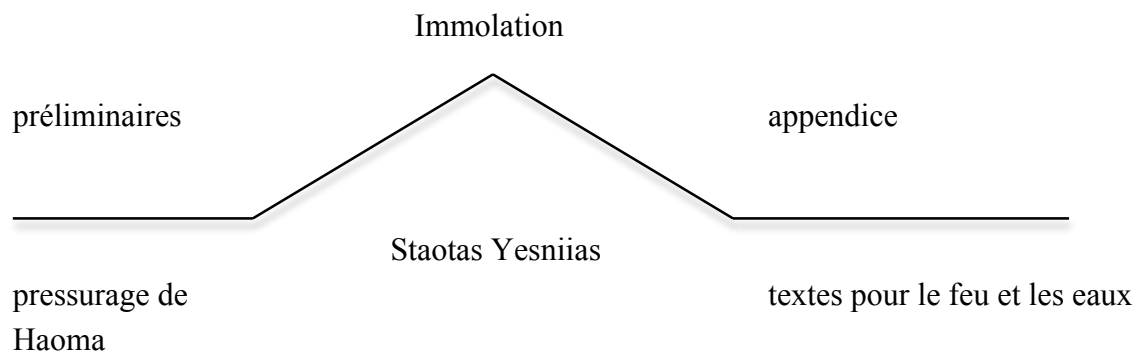 Immolation
préliminaires
appendice
Staotas Yesniias
pressurage de
Haoma
textes pour le feu et les eaux